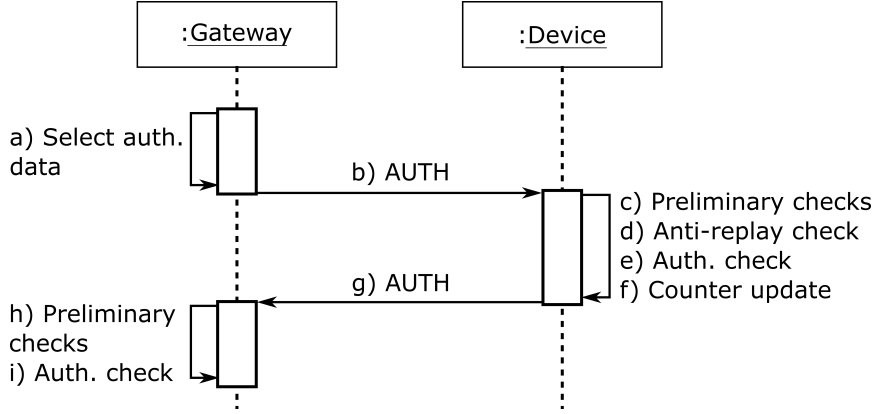 :Gateway
:Device
a) Select auth.
data
b) AUTH
c) Preliminary checks
d) Anti-replay check
e) Auth. check
f) Counter update
g) AUTH
h) Preliminary
checks
i) Auth. check